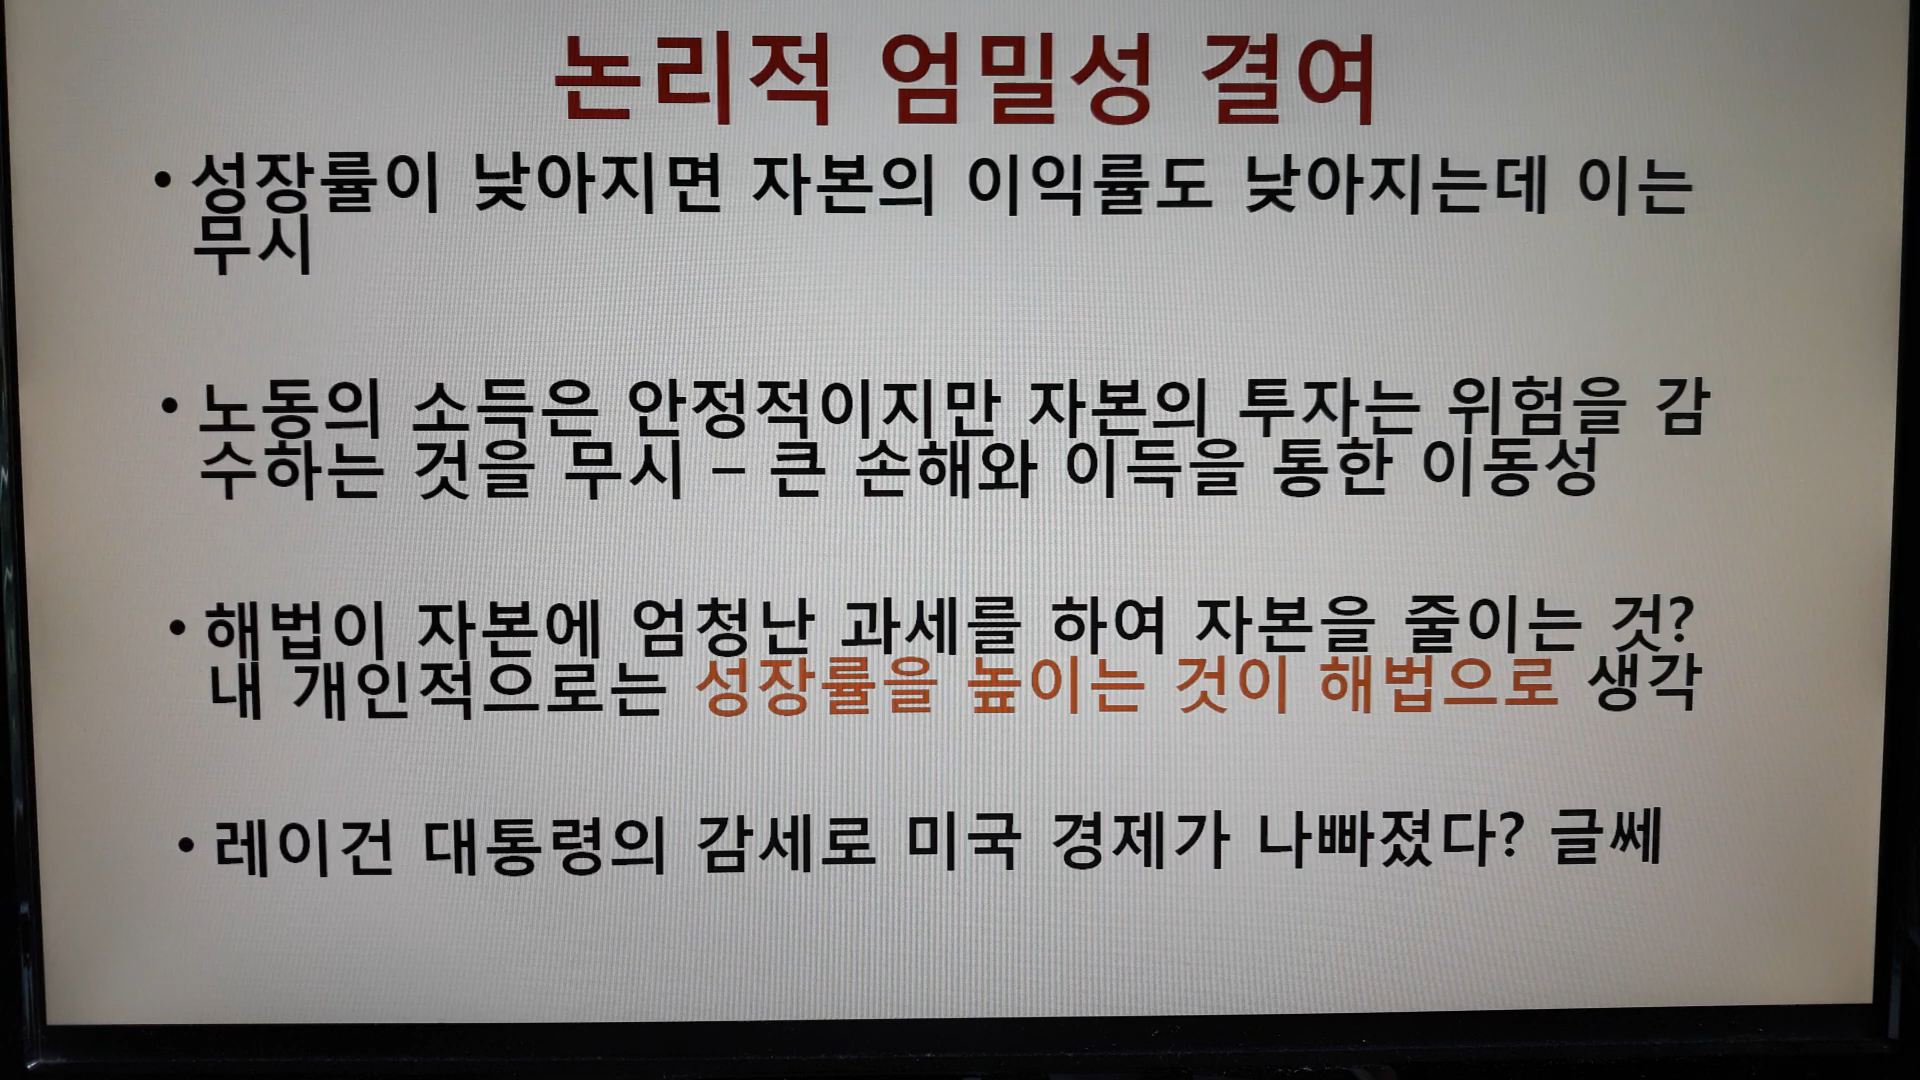 논리적 엄밀성 결여
• 성장률이 낮아지면 자본의 이익률도 낮아지는데 이는
무시
• 노동의 소득은 안정적이지만 자본의 투자는 위험을 감
수하는 것을 무시 – 큰 손해와 이득을 통한 이동성
• 해법이 자본에 엄청난 과세를 하여 자본을 줄이는 것?
내 개인적으로는 성장률을 높이는 것이 해법으로 생각
• 레이건 대통령의 감세로 미국 경제가 나빠졌다? 글쎄